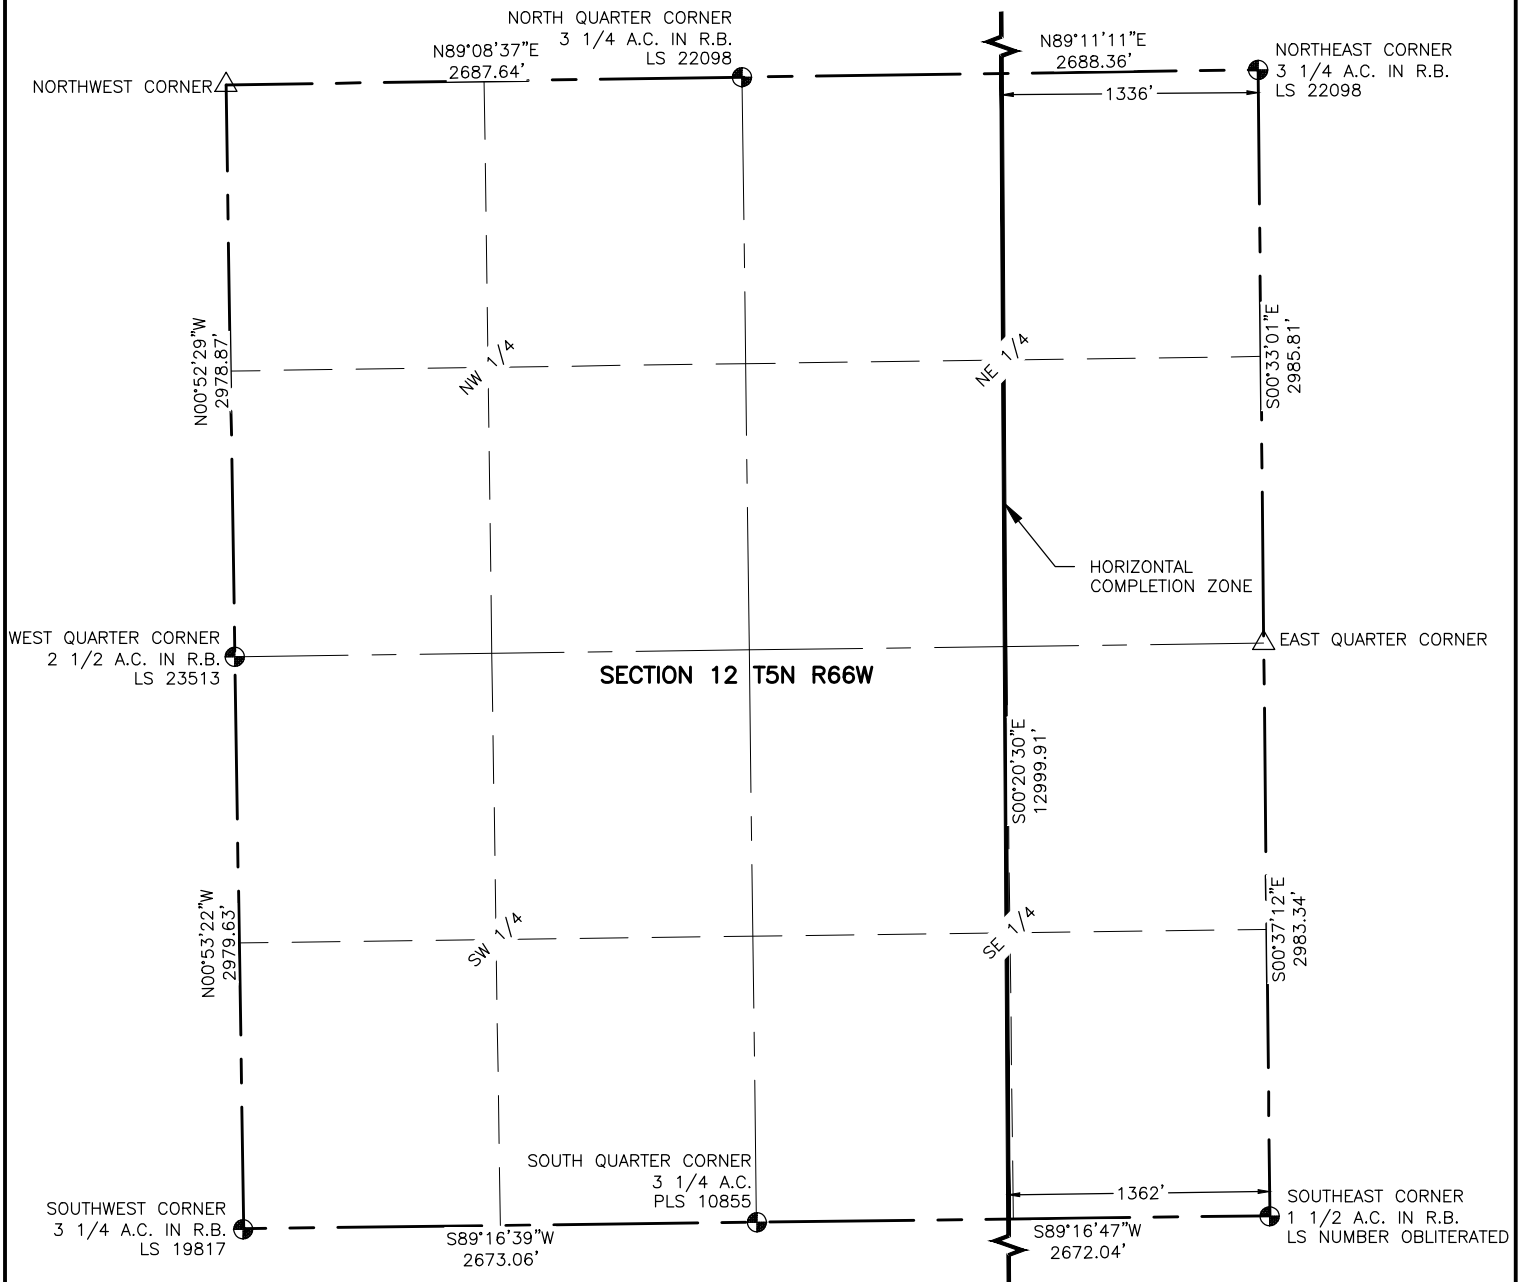 NORTH QUARTER CORNER
3 1/4 A.C. IN R.B.
LS 22098
N89°08'37"E
2687.64'
N89°11'11"E
2688.36'
NORTHEAST CORNER
3 1/4 A.C. IN R.B.
LS 22098
NORTHWEST CORNER
1336'
N00°52'29"W
2978.87'
NW 1/4
NE 1/4
S00°33'01"E
2985.81'
HORIZONTAL
COMPLETION ZONE
WEST QUARTER CORNER
2 1/2 A.C. IN R.B.
LS 23513
EAST QUARTER CORNER
SECTION 12 T5N R66W
S00°20'30"E
12999.91'
N00°53'22"W
2979.63'
SW 1/4
SE 1/4
S00°37'12"E
2983.34'
SOUTH QUARTER CORNER
3 1/4 A.C.
PLS 10855
1362'
SOUTHWEST CORNER
3 1/4 A.C. IN R.B.
LS 19817
S89°16'39"W
2673.06'
S89°16'47"W
2672.04'
SOUTHEAST CORNER
1 1/2 A.C. IN R.B.
LS NUMBER OBLITERATED